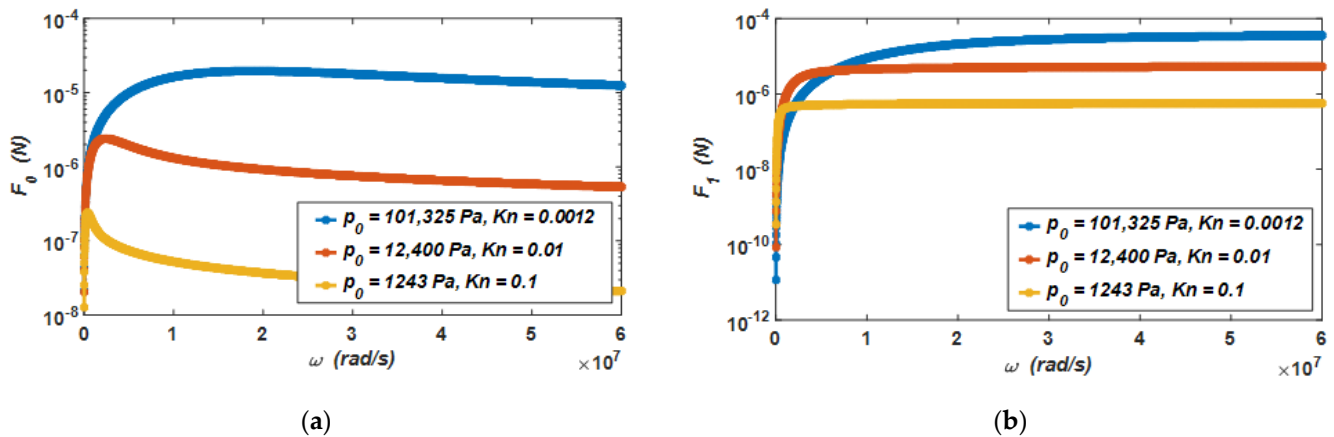 10^-4
10^-5
10^-6
10^-7
10^-8
F_0 (N)
p_0 = 101,325 Pa, Kn = 0.0012
p_0 = 12,400 Pa, Kn = 0.01
p_0 = 1243 Pa, Kn = 0.1
0 1 2 3 4 5 6
ω (rad/s)
×10^7
(a)
10^-4
10^-6
10^-8
10^-10
10^-12
F_1 (N)
p_0 = 101,325 Pa, Kn = 0.0012
p_0 = 12,400 Pa, Kn = 0.01
p_0 = 1243 Pa, Kn = 0.1
0 1 2 3 4 5 6
ω (rad/s)
×10^7
(b)